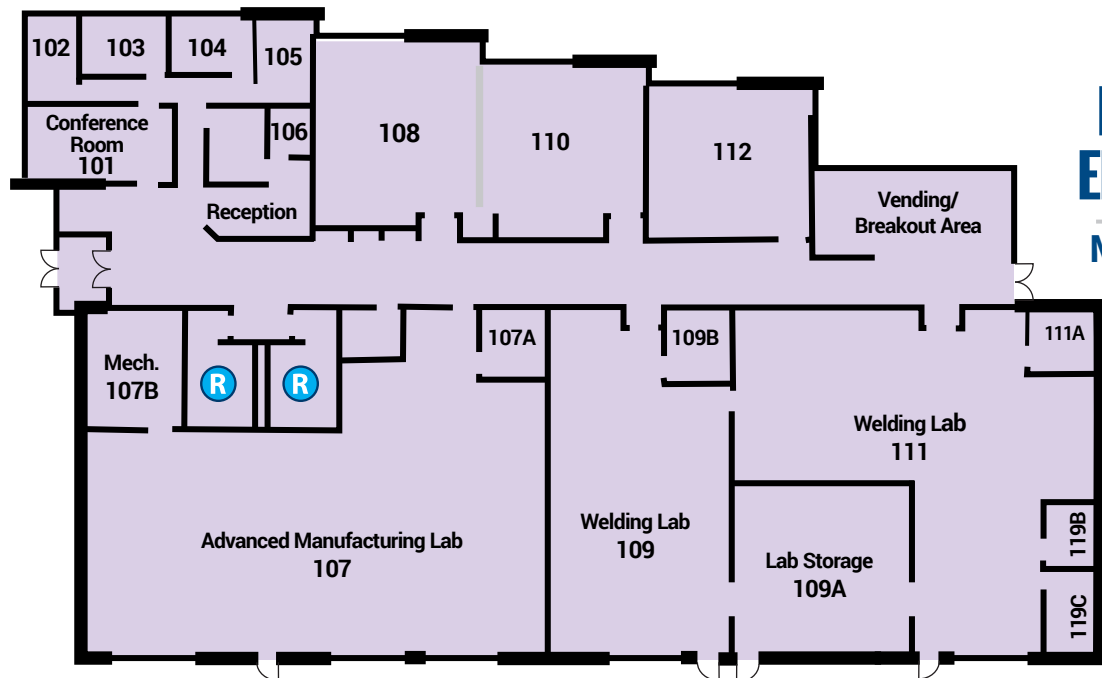 102
103
104
105
Conference
Room
101
106
108
110
112
Reception
Vending/
Breakout Area
Mech.
107B
R
R
107A
109B
111A
Welding Lab
111
Advanced Manufacturing Lab
107
Welding Lab
109
Lab Storage
109A
119B
119C